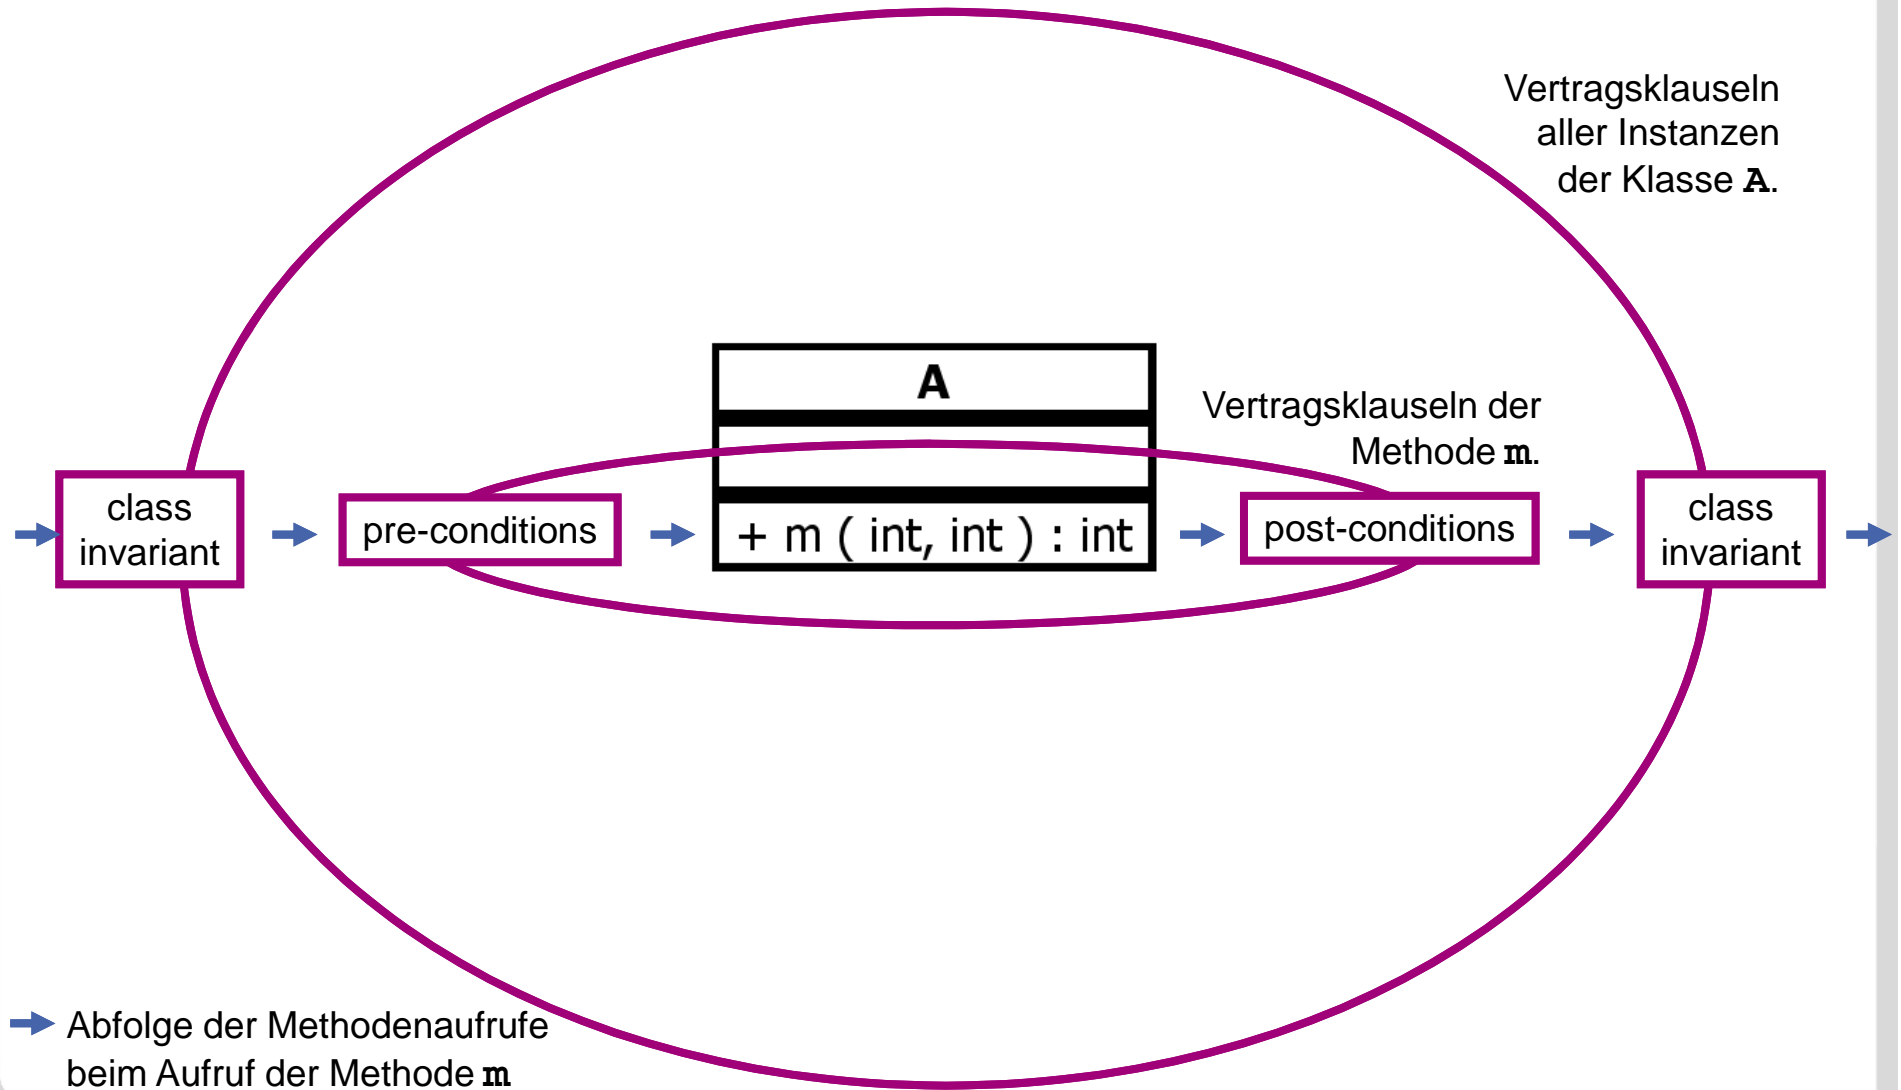 Vertragsklauseln
aller Instanzen
der Klasse A.
A
Vertragsklauseln der
Methode m.
class
invariant
pre-conditions
+ m ( int, int ) : int
post-conditions
class
invariant
Abfolge der Methodenaufrufe
beim Aufruf der Methode m